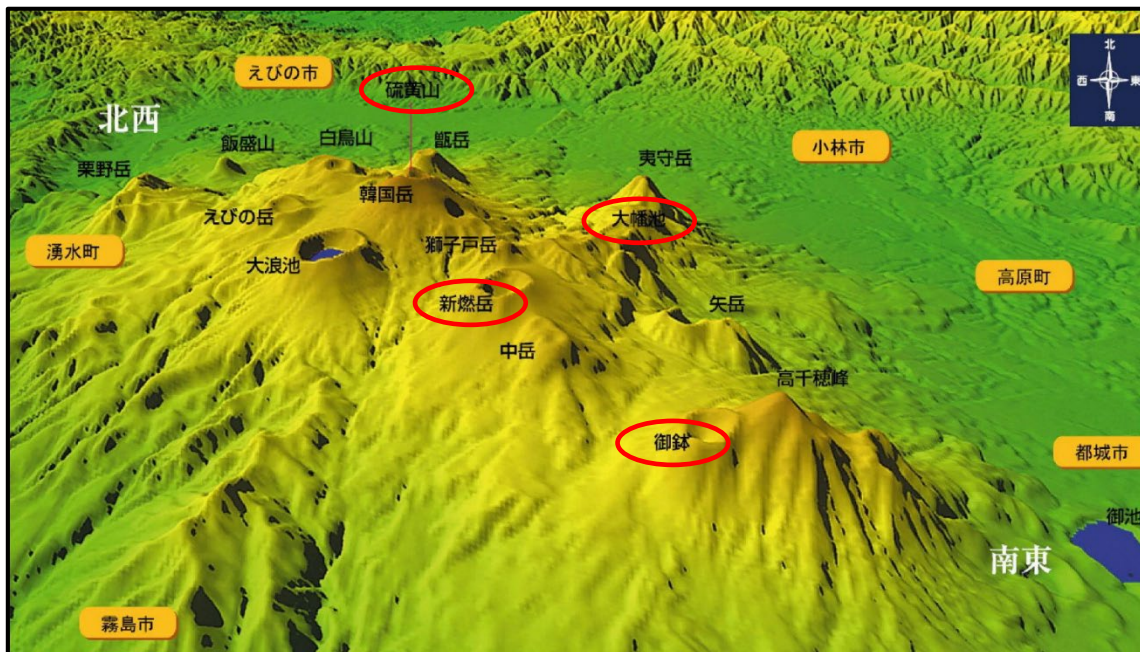 北
西 東
南
えびの市
硫黄山
北西
白鳥山
甑岳
飯盛山
小林市
夷守岳
栗野岳
韓国岳
えびの岳
大幡池
湧水町
獅子戸岳
大浪池
高原町
新燃岳
矢岳
中岳
高千穂峰
御鉢
都城市
御池
南東
霧島市